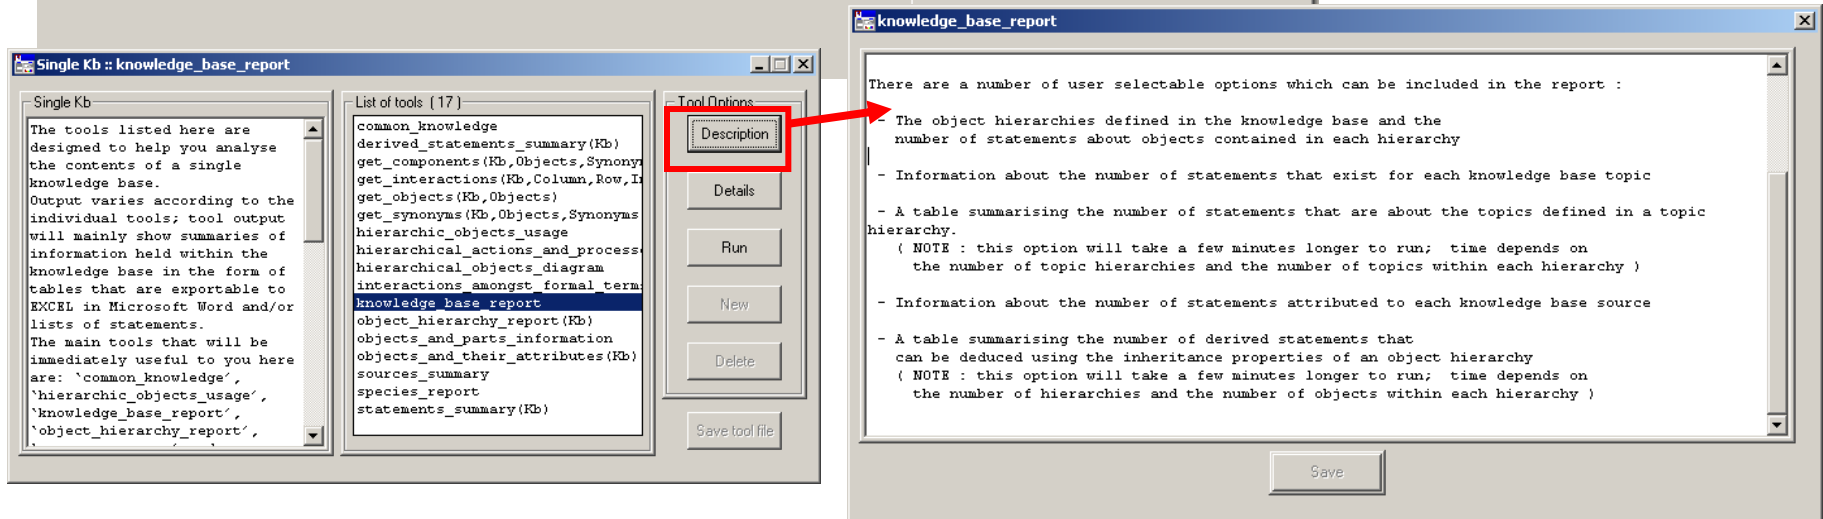 Single Kb :: knowledge_base_report
Single Kb
The tools listed here are
designed to help you analyse
the contents of a single
knowledge base.
Output varies according to the
individual tools; tool output
will mainly show summaries of
information held within the
knowledge base in the form of
tables that are exportable to
EXCEL in Microsoft Word and/or
lists of statements.
The main tools that will be
immediately useful to you here
are: `common_knowledge´,
`hierarchic_objects_usage´,
`knowledge_base_report´,
`object_hierarchy_report´,
List of tools ( 17 )
common_knowledge
derived_statements_summary(Kb)
get_components(Kb,Objects,Synonym
get_interactions(Kb,Column,Row,In
get_objects(Kb,Objects)
get_synonyms(Kb,Objects,Synonyms
hierarchic_objects_usage
hierarchical_actions_and_process
hierarchical_objects_diagram
interactions_amongst_formal_term
knowledge_base_report
object_hierarchy_report(Kb)
objects_and_parts_information
objects_and_their_attributes(Kb)
sources_summary
species_report
statements_summary(Kb)
Tool Options
Description
Details
Run
New
Delete
Save tool file
knowledge_base_report
There are a number of user selectable options which can be included in the report :
- The object hierarchies defined in the knowledge base and the
number of statements about objects contained in each hierarchy
- Information about the number of statements that exist for each knowledge base topic
- A table summarising the number of statements that are about the topics defined in a topic
hierarchy.
( NOTE : this option will take a few minutes longer to run; time depends on
the number of topic hierarchies and the number of topics within each hierarchy )
- Information about the number of statements attributed to each knowledge base source
- A table summarising the number of derived statements that
can be deduced using the inheritance properties of an object hierarchy
( NOTE : this option will take a few minutes longer to run; time depends on
the number of hierarchies and the number of objects within each hierarchy )
Save